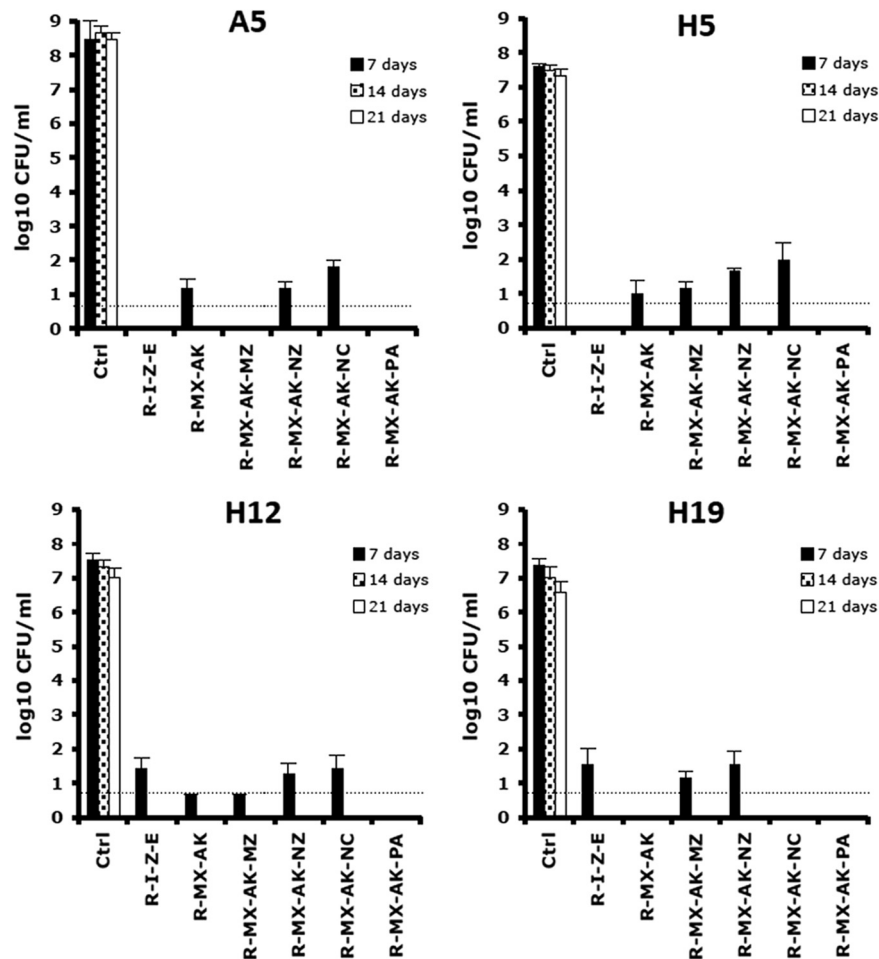 A5
log10 CFU/ml
9
8
7
6
5
4
3
2
1
0
7 days
14 days
21 days
Ctrl
R-I-Z-E
R-MX-AK
R-MX-AK-MZ
R-MX-AK-NZ
R-MX-AK-NC
R-MX-AK-PA
H5
log10 CFU/ml
9
8
7
6
5
4
3
2
1
0
7 days
14 days
21 days
Ctrl
R-I-Z-E
R-MX-AK
R-MX-AK-MZ
R-MX-AK-NZ
R-MX-AK-NC
R-MX-AK-PA
H12
log10 CFU/ml
9
8
7
6
5
4
3
2
1
0
7 days
14 days
21 days
Ctrl
R-I-Z-E
R-MX-AK
R-MX-AK-MZ
R-MX-AK-NZ
R-MX-AK-NC
R-MX-AK-PA
H19
log10 CFU/ml
9
8
7
6
5
4
3
2
1
0
7 days
14 days
21 days
Ctrl
R-I-Z-E
R-MX-AK
R-MX-AK-MZ
R-MX-AK-NZ
R-MX-AK-NC
R-MX-AK-PA